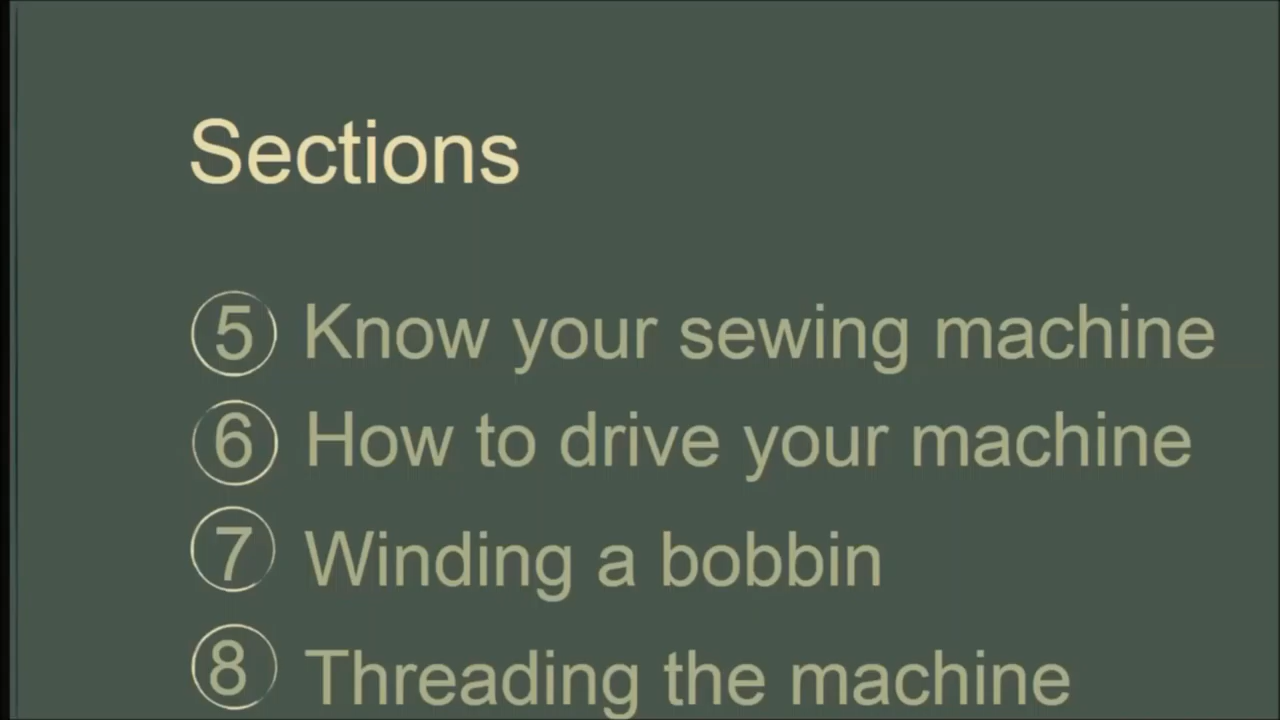 Sections
5 Know your sewing machine
6 How to drive your machine
7 Winding a bobbin
8 Threading the machine